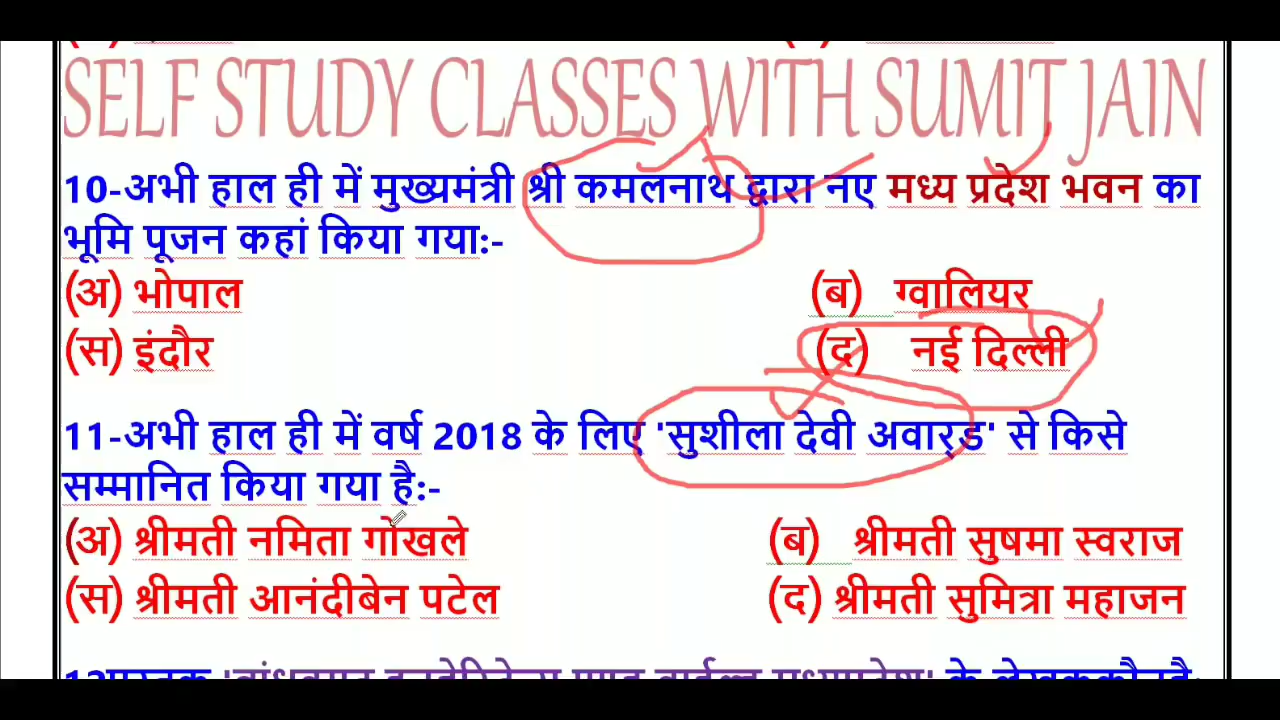 SELF STUDY CLASSES WITH SUMIT JAIN
10-अभी हाल ही में मुख्यमंत्री श्री कमलनाथ द्वारा नए मध्य प्रदेश भवन का
भूमि पूजन कहां किया गया:-
(अ) भोपाल (ब) ग्वालियर
(स) इंदौर (द) नई दिल्ली
11-अभी हाल ही में वर्ष 2018 के लिए 'सुशीला देवी अवार्ड' से किसे
सम्मानित किया गया है:-
(अ) श्रीमती नमिता गोखले (ब) श्रीमती सुषमा स्वराज
(स) श्रीमती आनंदीबेन पटेल (द) श्रीमती सुमित्रा महाजन